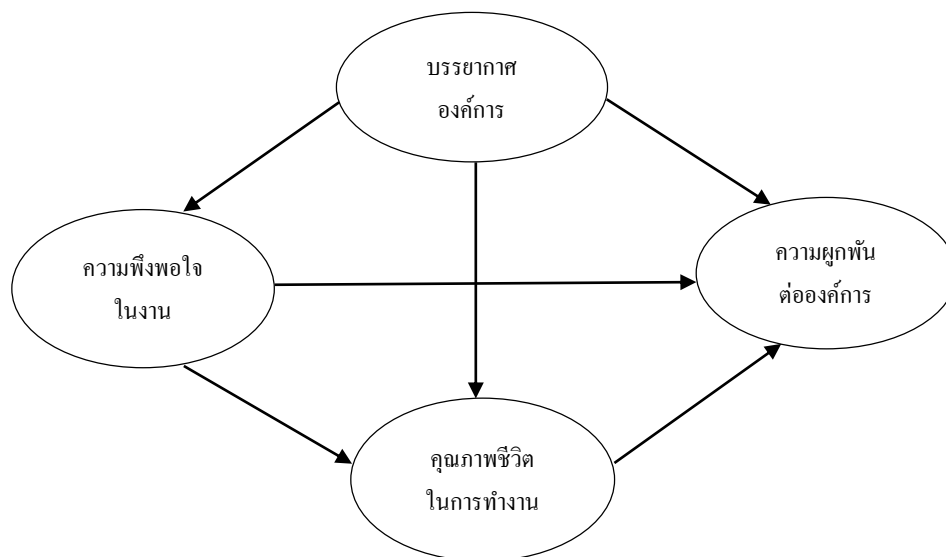 บรรยากาศ
องค์การ
ความพึงพอใจ
ในงาน
ความผูกพัน
ต่อองค์การ
คุณภาพชีวิต
ในการทำงาน